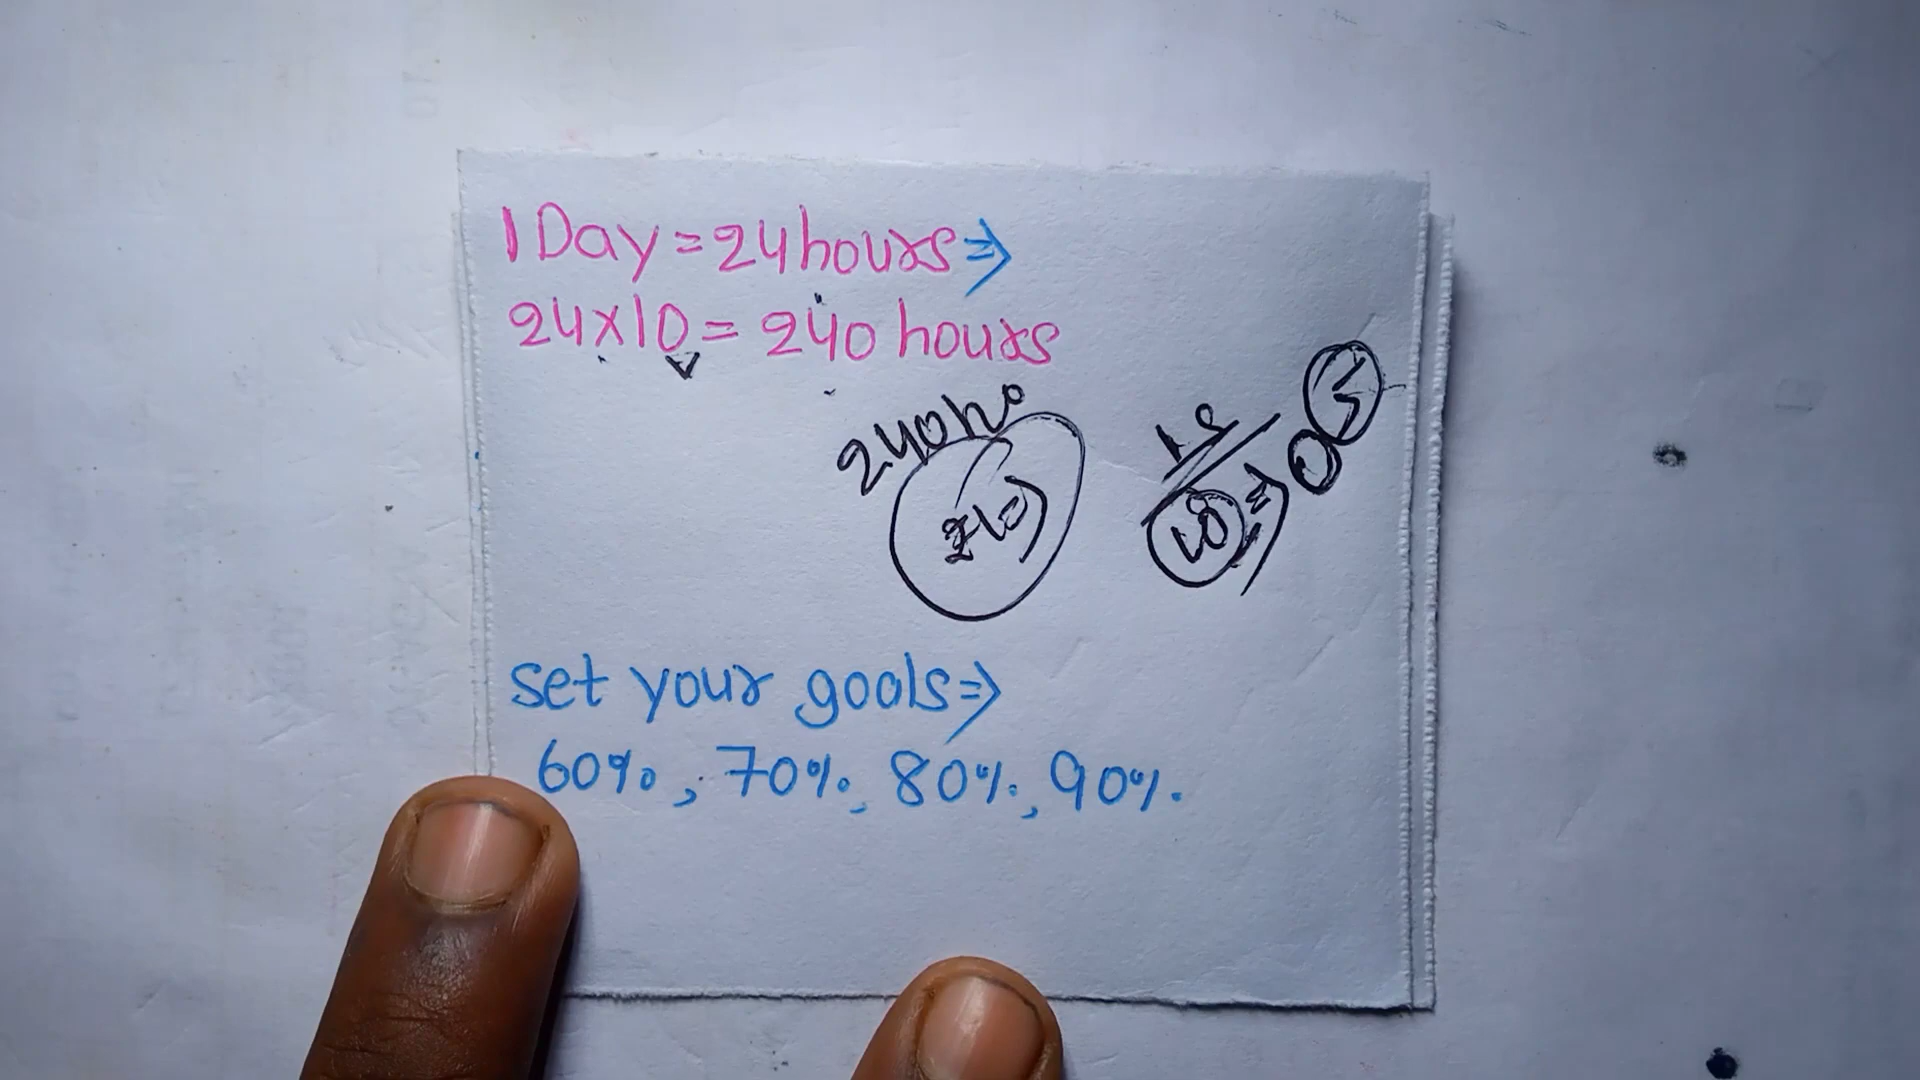 1 Day = 24 hours ⇒
24 x 10 = 240 hours
240 h
set your goals ⇒
60%, 70%, 80%, 90%.